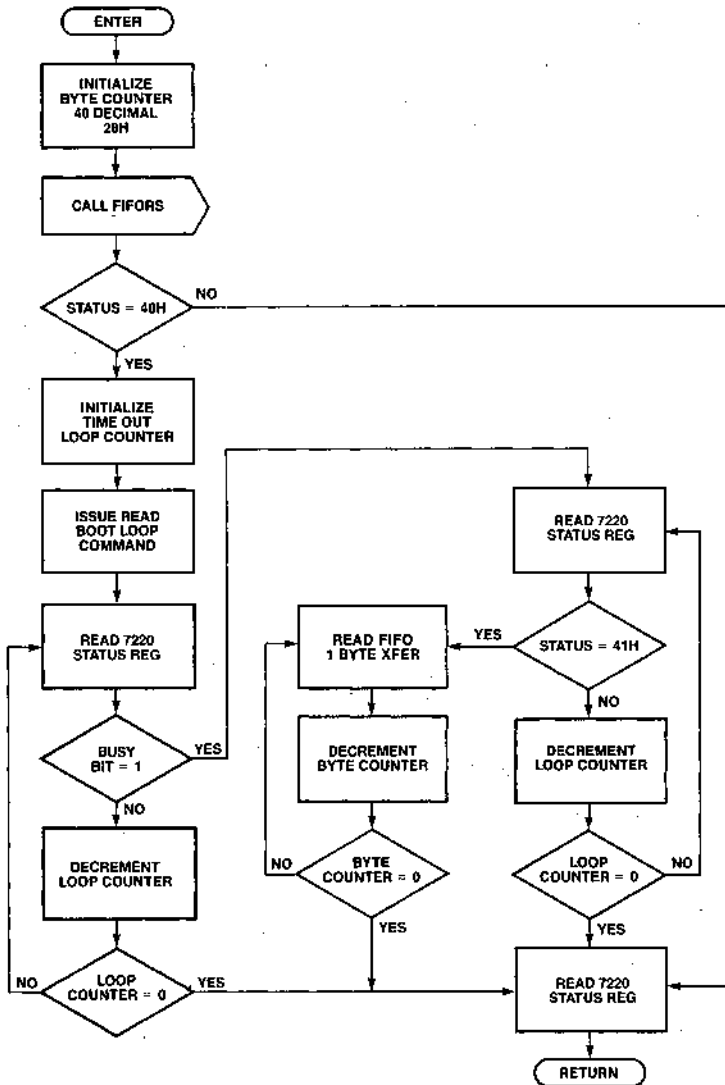 ENTER
INITIALIZE
BYTE COUNTER
40 DECIMAL
28H
CALL FIFORS
STATUS = 40H
NO
YES
INITIALIZE
TIME OUT
LOOP COUNTER
ISSUE READ
BOOT LOOP
COMMAND
READ 7220
STATUS REG
BUSY
BIT = 1
YES
NO
DECREMENT
LOOP COUNTER
LOOP
COUNTER = 0
NO
YES
READ 7220
STATUS REG
STATUS = 41H
YES
NO
READ FIFO
1 BYTE XFER
DECREMENT
BYTE COUNTER
BYTE
COUNTER = 0
NO
YES
DECREMENT
LOOP COUNTER
LOOP
COUNTER = 0
NO
YES
READ 7220
STATUS REG
RETURN